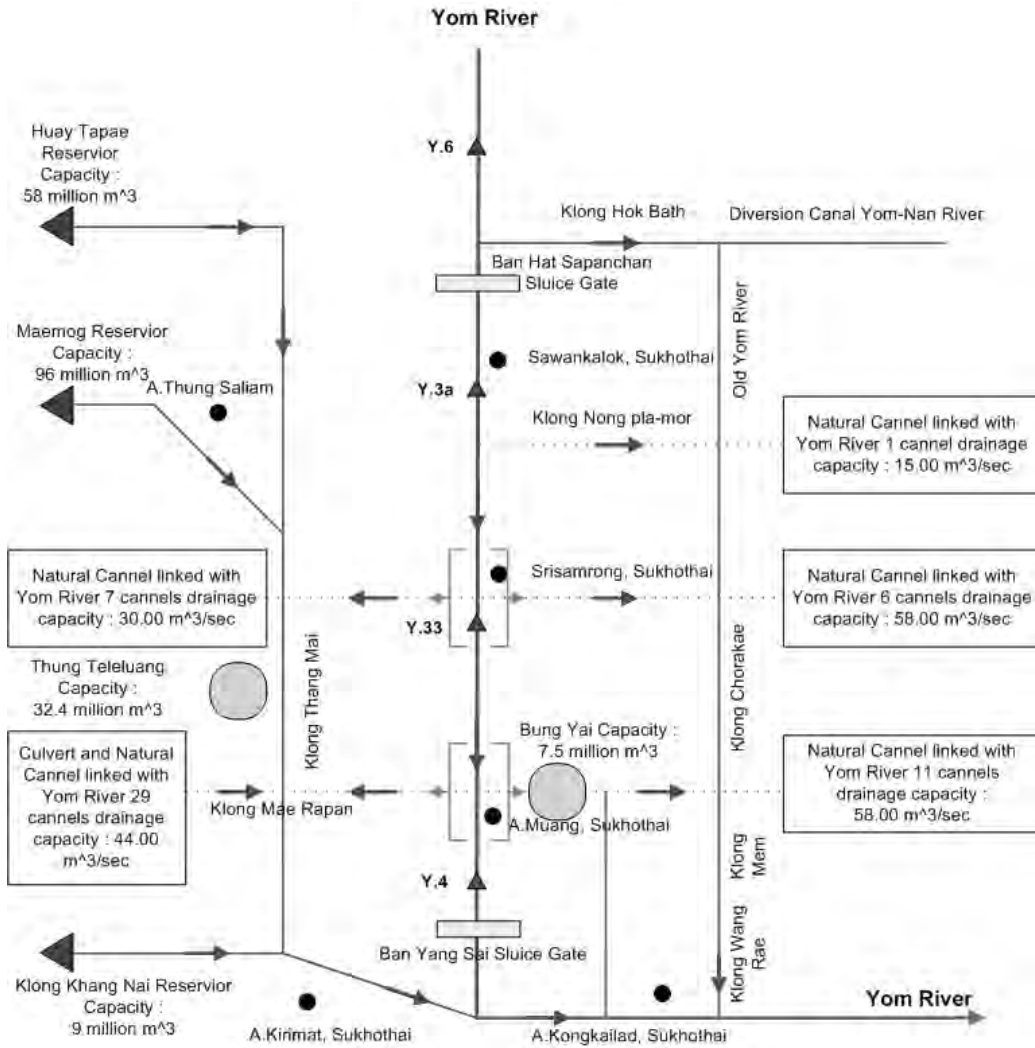 Yom River
Huay Tapae
Reservior
Capacity :
58 million m^3
Y.6
Klong Hok Bath
Diversion Canal Yom-Nan River
Ban Hat Sapanchan
Sluice Gate
Old Yom River
Maemog Reservior
Capacity :
96 million m^3
A.Thung Saliam
Sawankalok, Sukhothai
Y.3a
Klong Nong pla-mor
Natural Cannel linked with
Yom River 1 cannel drainage
capacity : 15.00 m^3/sec
Natural Cannel linked with
Yom River 7 cannels drainage
capacity : 30.00 m^3/sec
Srisamrong, Sukhothai
Natural Cannel linked with
Yom River 6 cannels drainage
capacity : 58.00 m^3/sec
Y.33
Thung Teleluang
Capacity :
32.4 million m^3
Klong Thang Mai
Klong Chorakae
Bung Yai Capacity :
7.5 million m^3
Culvert and Natural
Cannel linked with
Yom River 29
cannels drainage
capacity : 44.00
m^3/sec
Klong Mae Rapan
A.Muang, Sukhothai
Natural Cannel linked with
Yom River 11 cannels
drainage capacity :
58.00 m^3/sec
Klong
Mem
Y.4
Ban Yang Sai Sluice Gate
Klong Wang
Rae
Klong Khang Nai Reservior
Capacity :
9 million m^3
A.Kirimat, Sukhothai
A.Kongkailad, Sukhothai
Yom River